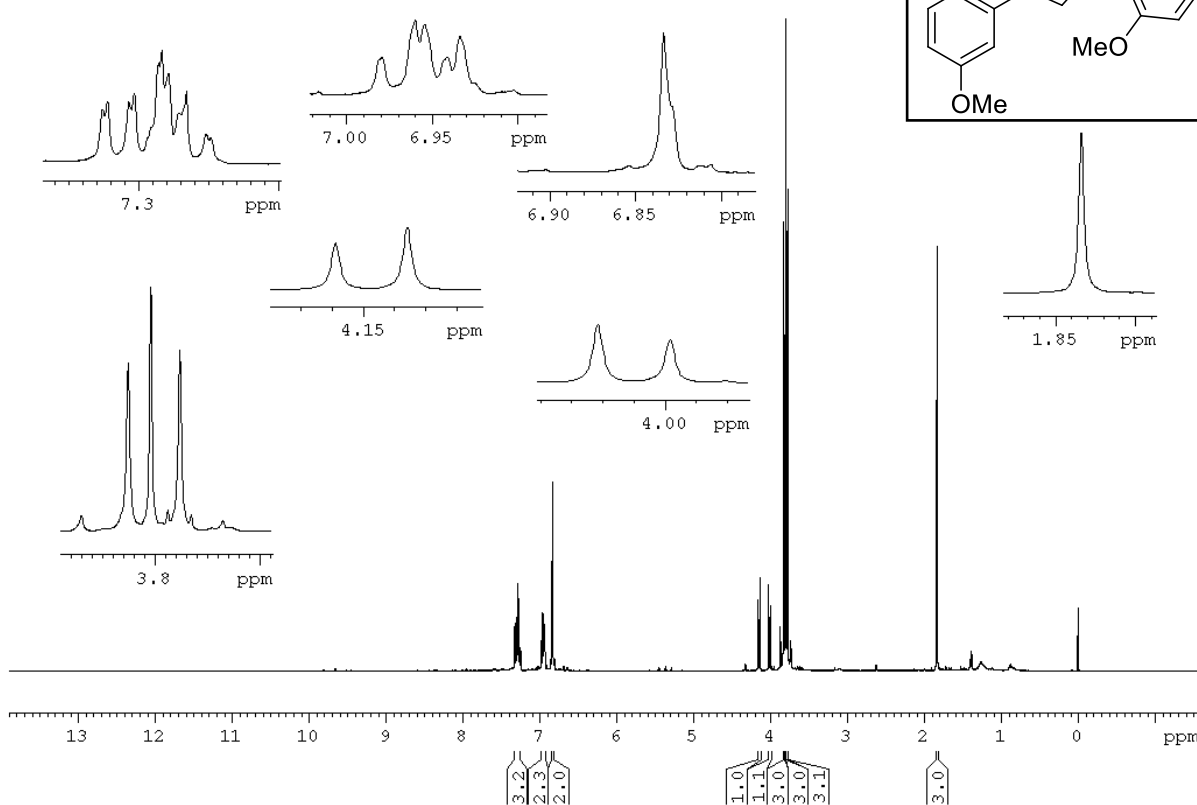 MeO
OMe
7.00 6.95 ppm
7.3 ppm
6.90 6.85 ppm
4.15 ppm
1.85 ppm
4.00 ppm
3.8 ppm
13 12 11 10 9 8 7 6 5 4 3 2 1 0 ppm
3.2 2.3 2.0 1.0 1.1 3.0 3.0 3.1 3.0